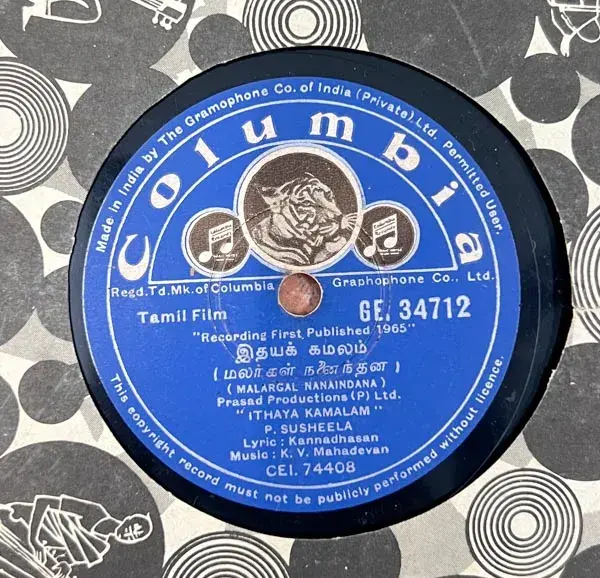 Made in India by The Gramophone Co. of India (Private) Ltd. Permitted User.
Columbia
Regd.Td.Mk.of Columbia Graphophone Co., Ltd.
Tamil Film GE. 34712
"Recording First Published 1965"
இதயக் கமலம்
(மலர்கள் நனைந்தன)
(MALARGAL NANAINDANA)
Prasad Productions (P) Ltd.
"ITHAYA KAMALAM"
P. SUSHEELA
Lyric : Kannadhasan
Music : K. V. Mahadevan
CEI. 74408
This copyright record must not be publicly performed without licence.